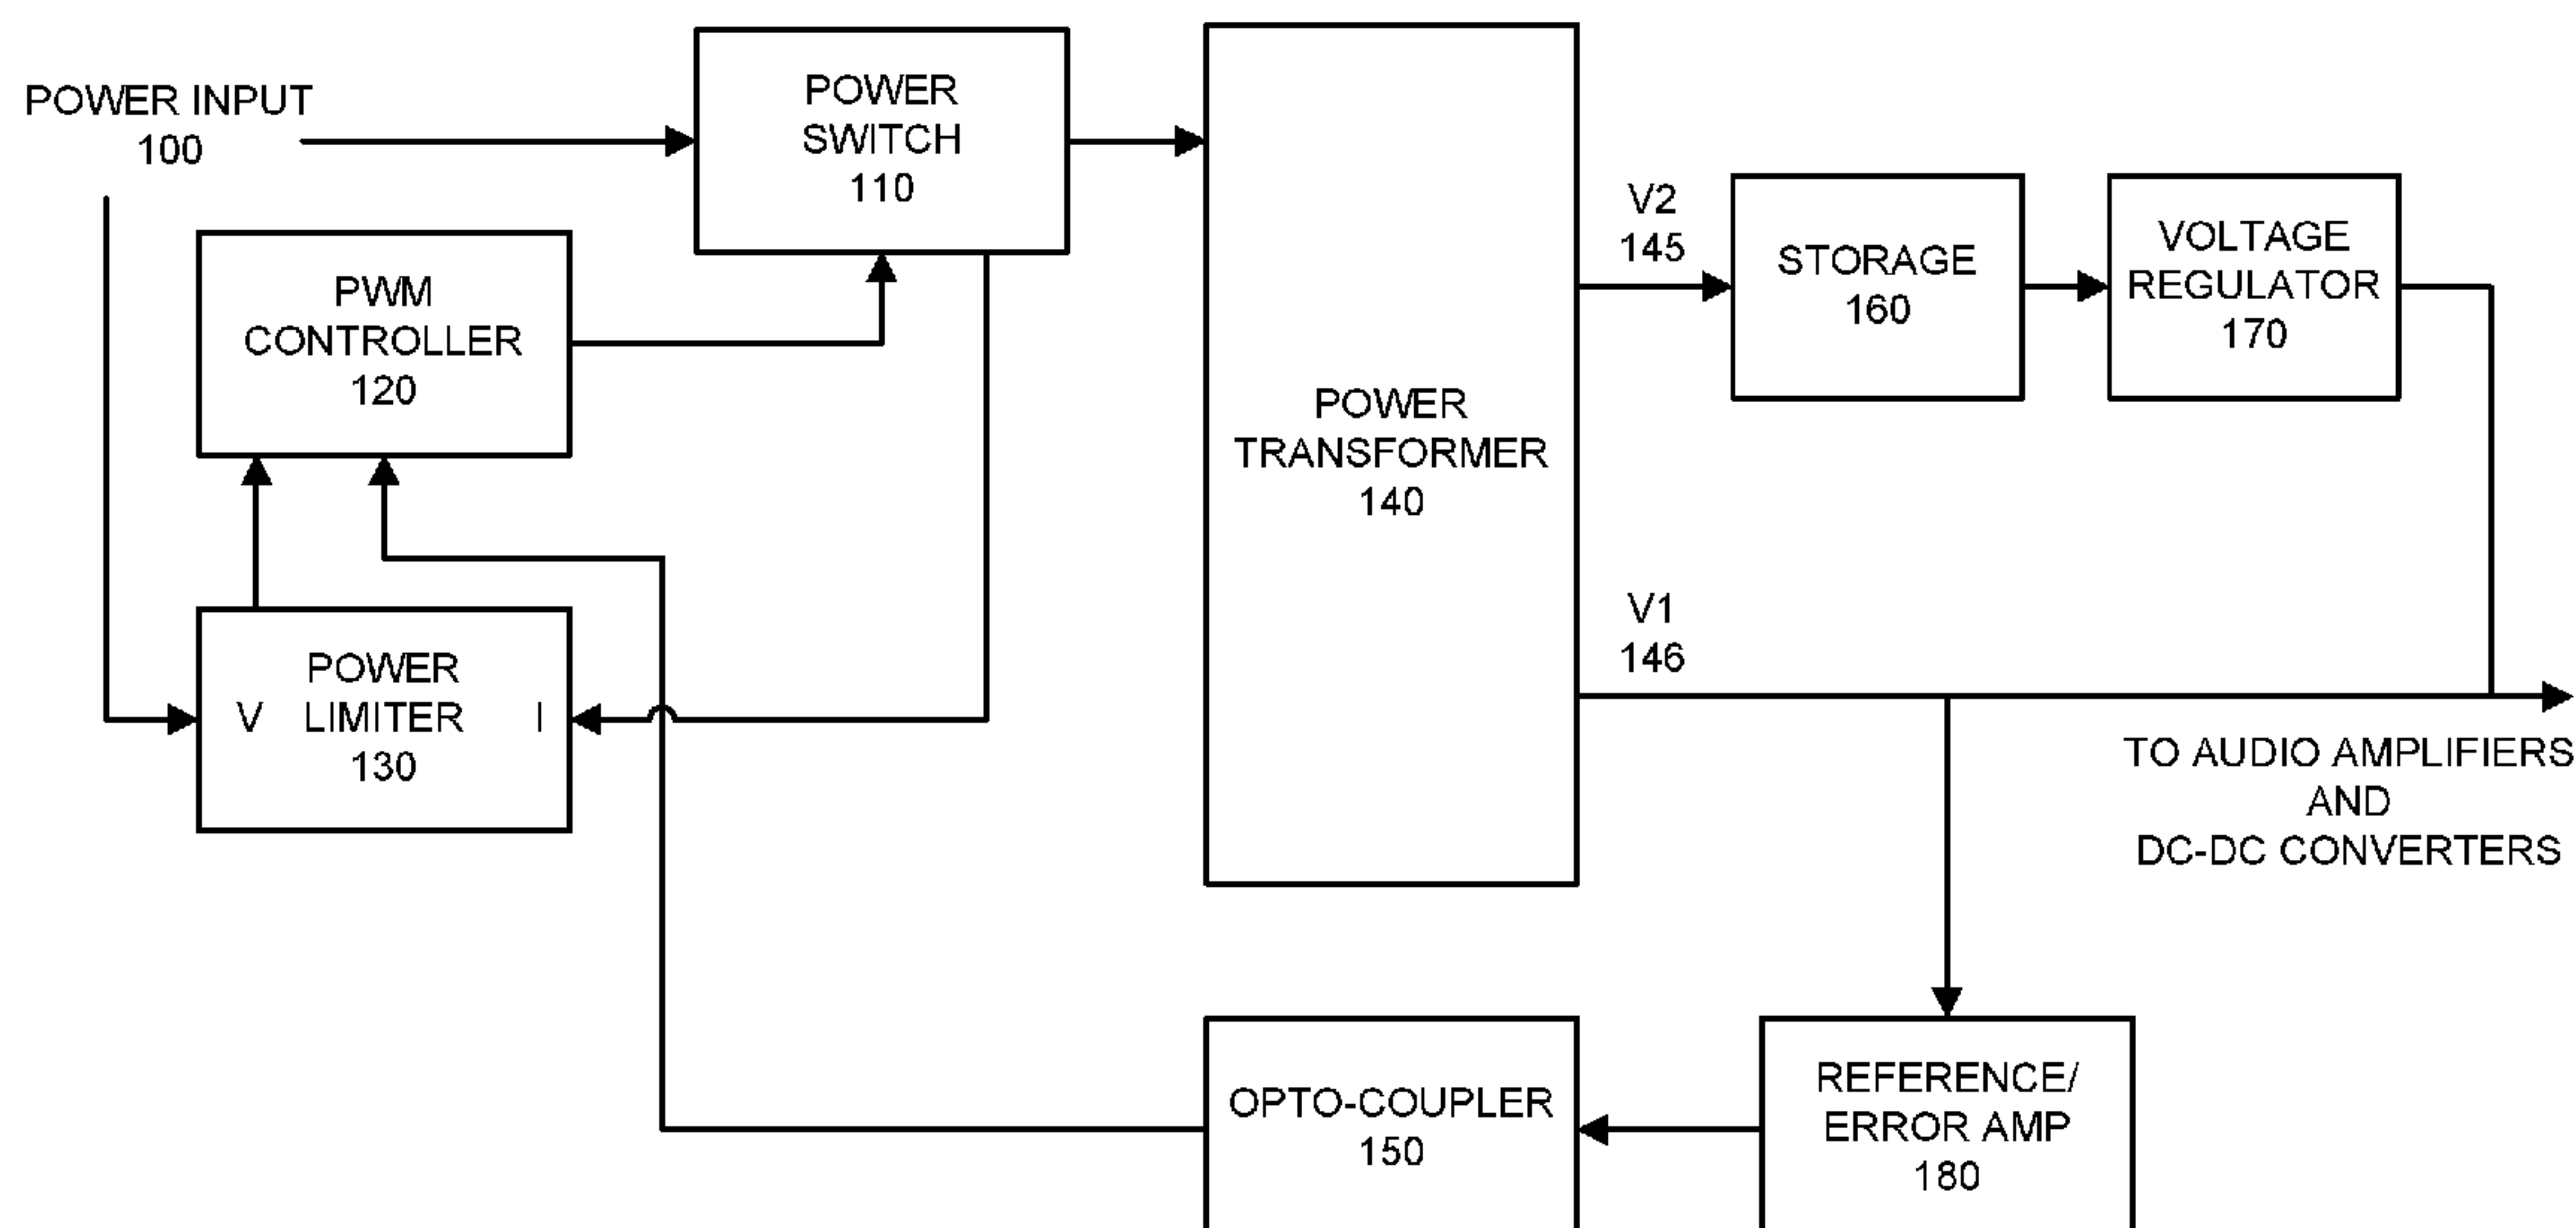 POWER INPUT
100
POWER
SWITCH
110
PWM
CONTROLLER
120
POWER
LIMITER
130
V
I
POWER
TRANSFORMER
140
V2
145
STORAGE
160
VOLTAGE
REGULATOR
170
V1
146
TO AUDIO AMPLIFIERS
AND
DC-DC CONVERTERS
OPTO-COUPLER
150
REFERENCE/
ERROR AMP
180